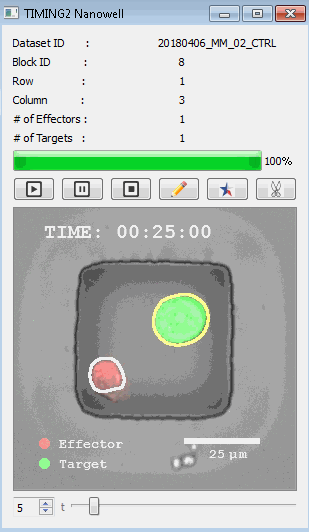 TIMING2 Nanowell
Dataset ID : 20180406_MM_02_CTRL
Block ID : 8
Row : 1
Column : 3
# of Effectors : 1
# of Targets : 1
100%
TIME: 00:25:00
Effector
Target
25 µm
5 t